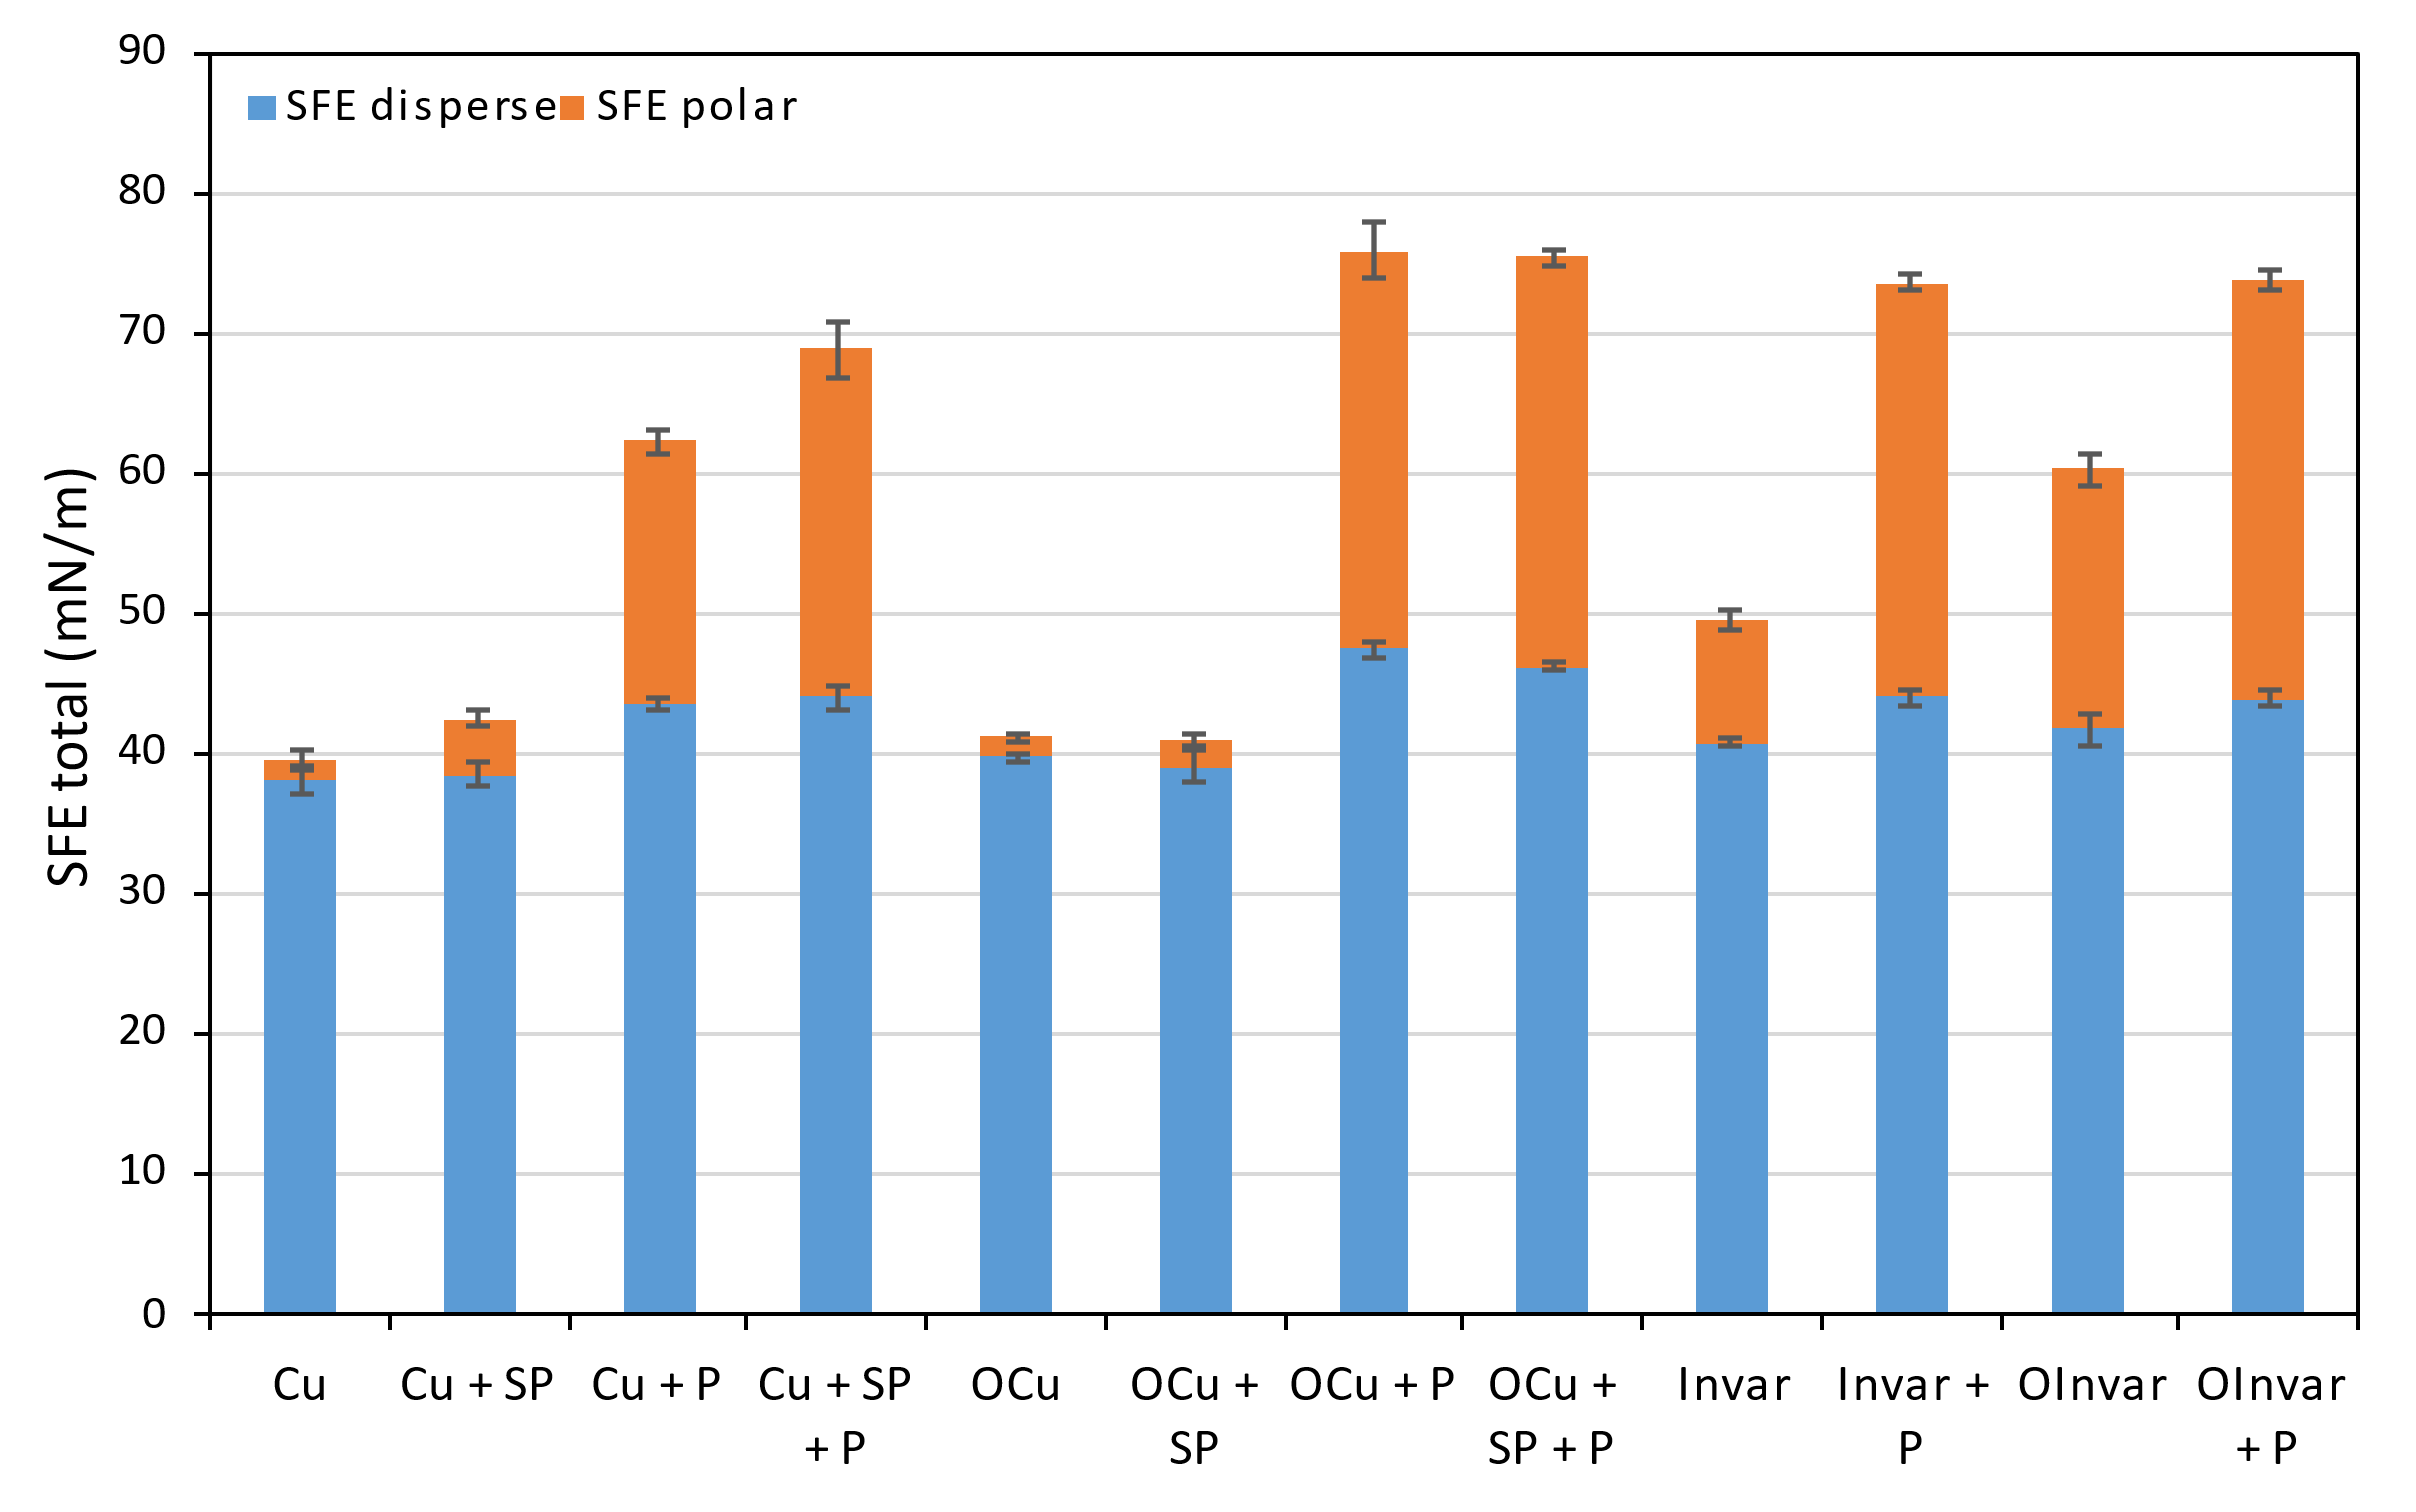 90
SFE disperse SFE polar
80
70
60
50
40
30
20
10
0
SFE total (mN/m)
Cu Cu + SP Cu + P Cu + SP OCu OCu + OCu + P OCu + Invar Invar + OInvar OInvar
+ P SP SP + P P + P